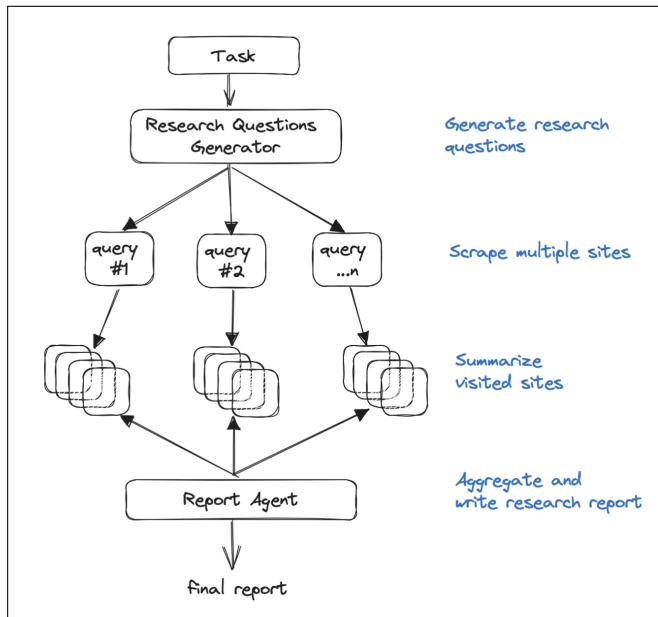 Task
Research Questions
Generator
Generate research
questions
query
#1
query
#2
query
...n
Scrape multiple sites
Summarize
visited sites
Report Agent
Aggregate and
write research report
final report